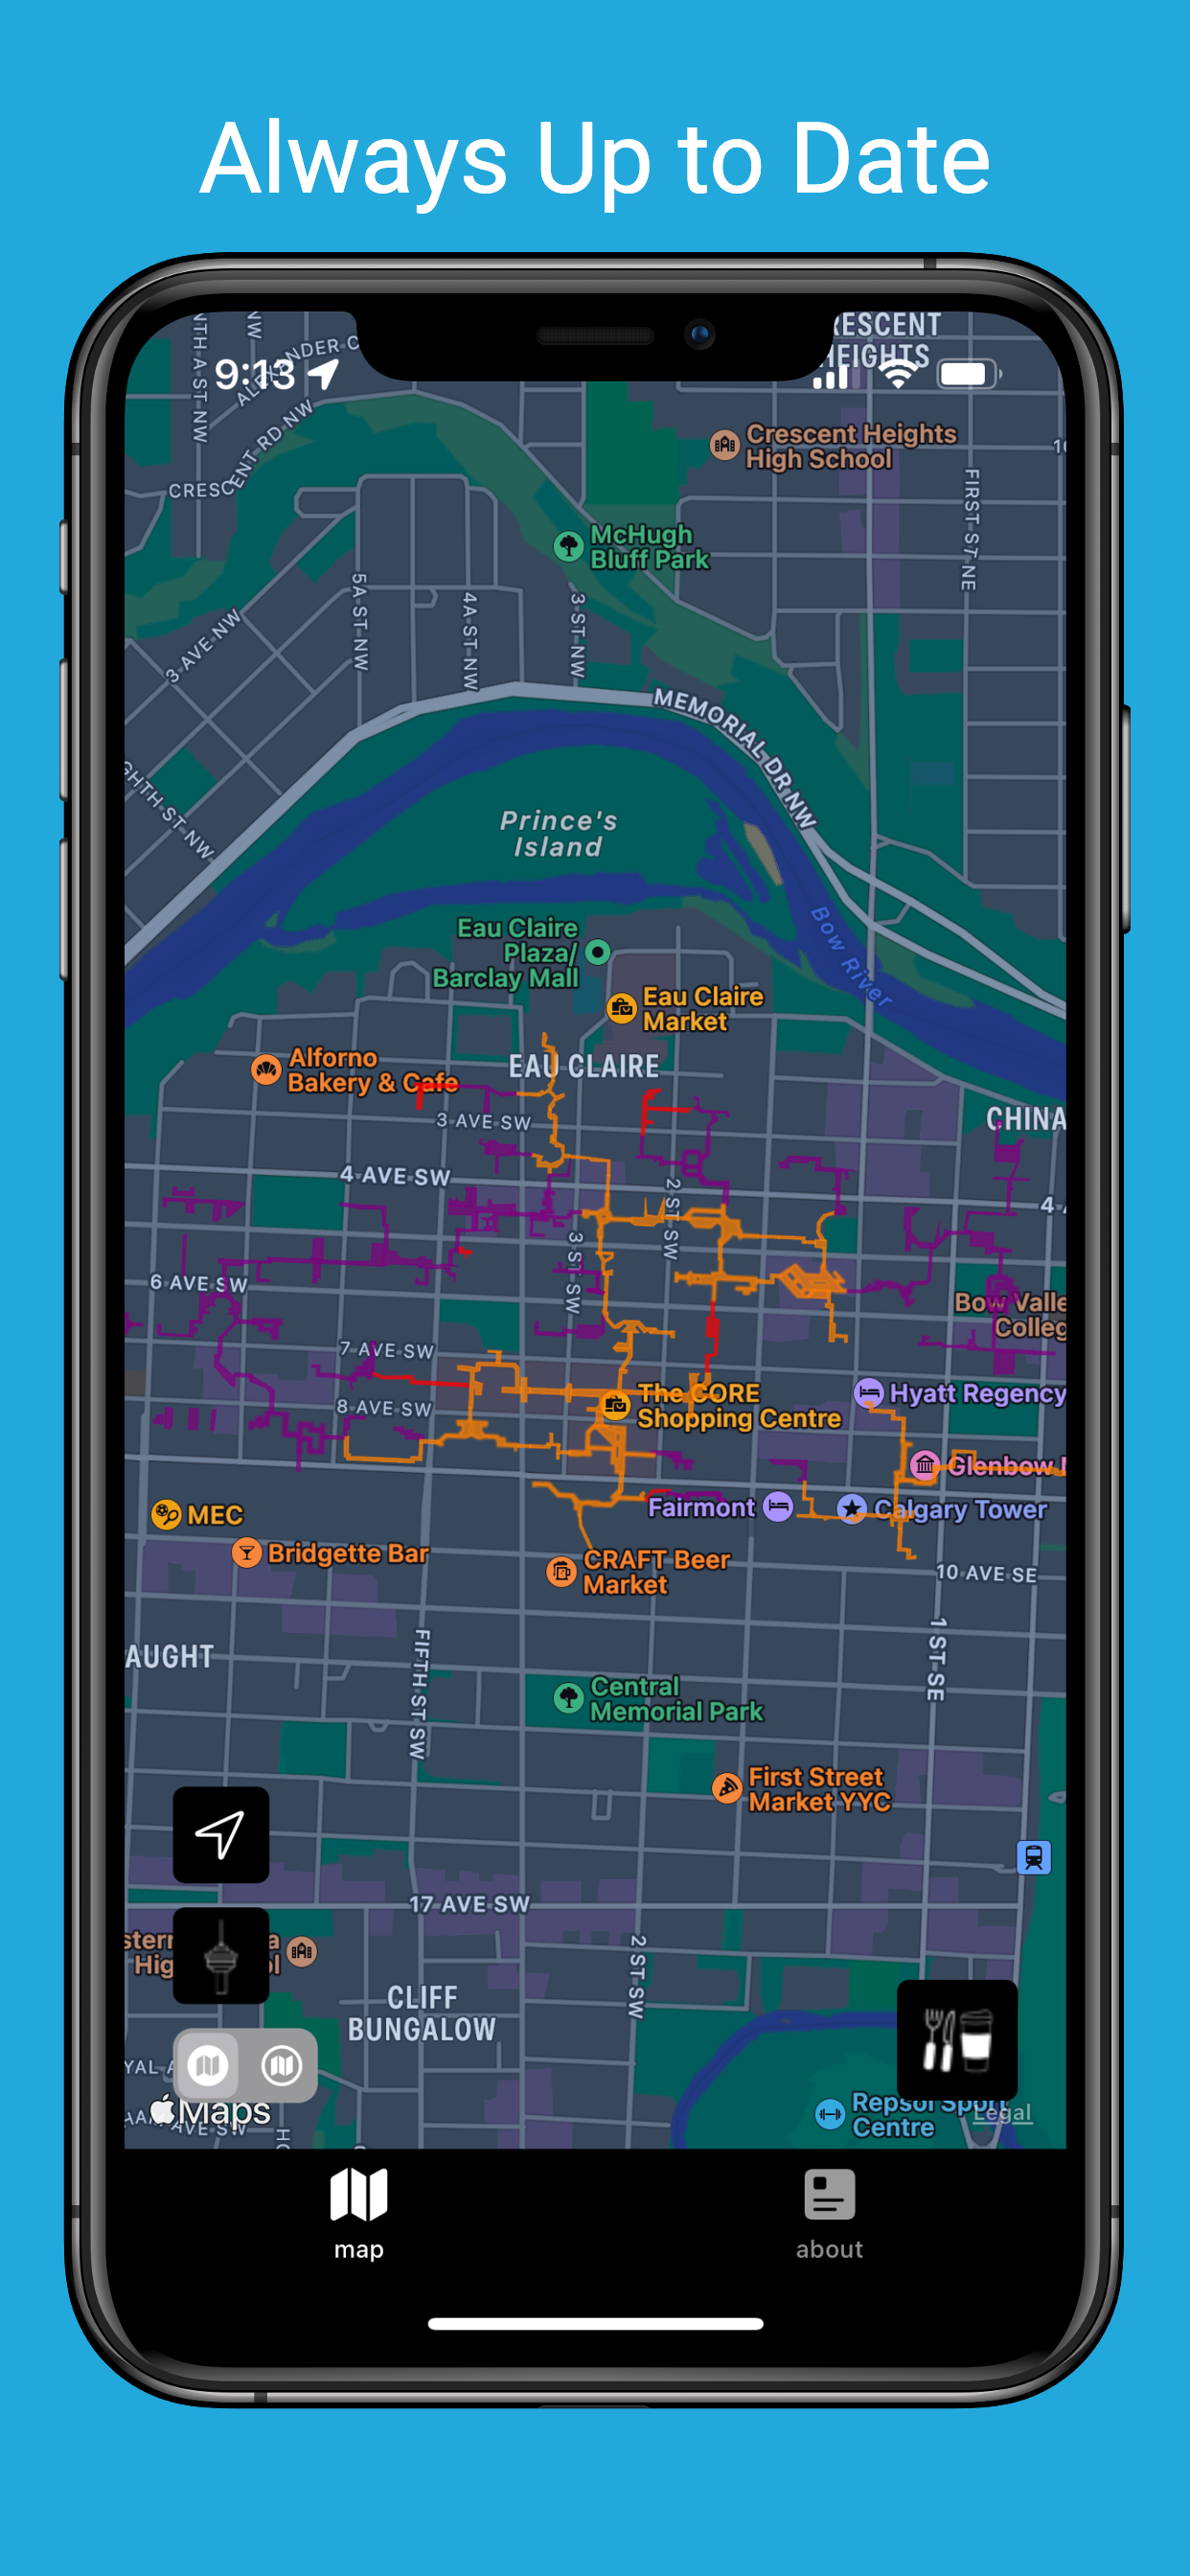 Always Up to Date
9:13
CRESCENT RD NW
3 AVE NW
5A ST NW
4A ST NW
3 ST NW
Crescent Heights
High School
McHugh
Bluff Park
FIRST ST NE
MEMORIAL DR NW
Prince's
Island
Bow River
Eau Claire
Plaza/
Barclay Mall
Eau Claire
Market
EAU CLAIRE
Alforno
Bakery & Cafe
3 AVE SW
CHINA
4 AVE SW
2 ST SW
3 ST SW
6 AVE SW
Bow Valle
Colleg
7 AVE SW
8 AVE SW
The CORE
Shopping Centre
Hyatt Regency
Glenbow
MEC
Fairmont
Calgary Tower
Bridgette Bar
CRAFT Beer
Market
10 AVE SE
AUGHT
FIFTH ST SW
1 ST SE
Central
Memorial Park
First Street
Market YYC
17 AVE SW
2 ST SW
CLIFF
BUNGALOW
Maps
Repsol Sport
Centre
Legal
map
about